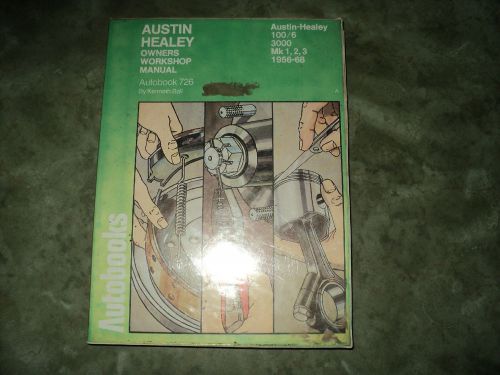 AUSTIN
HEALEY
OWNERS
WORKSHOP
MANUAL
Autobook 726
By Kenneth Ball
Austin-Healey
100/6
3000
Mk 1, 2, 3
1956-68
Autobooks